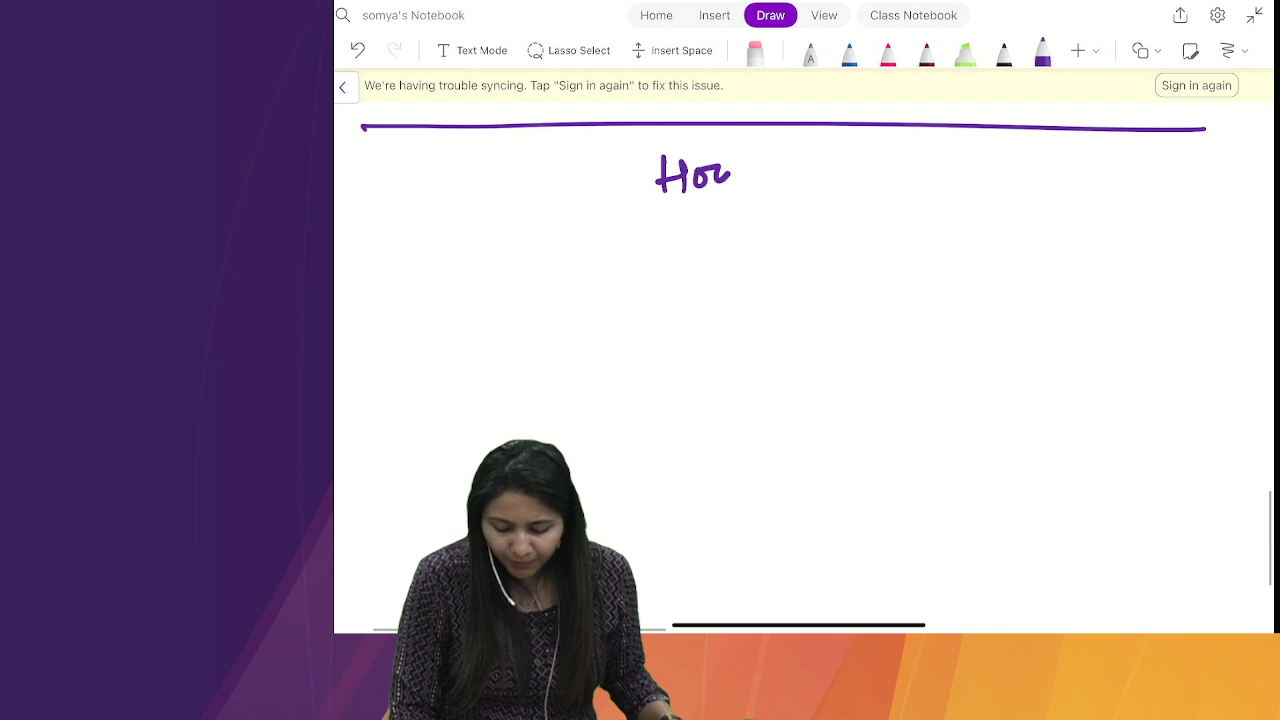 somya's Notebook
Home Insert Draw View Class Notebook
Text Mode Lasso Select Insert Space
We're having trouble syncing. Tap "Sign in again" to fix this issue. Sign in again